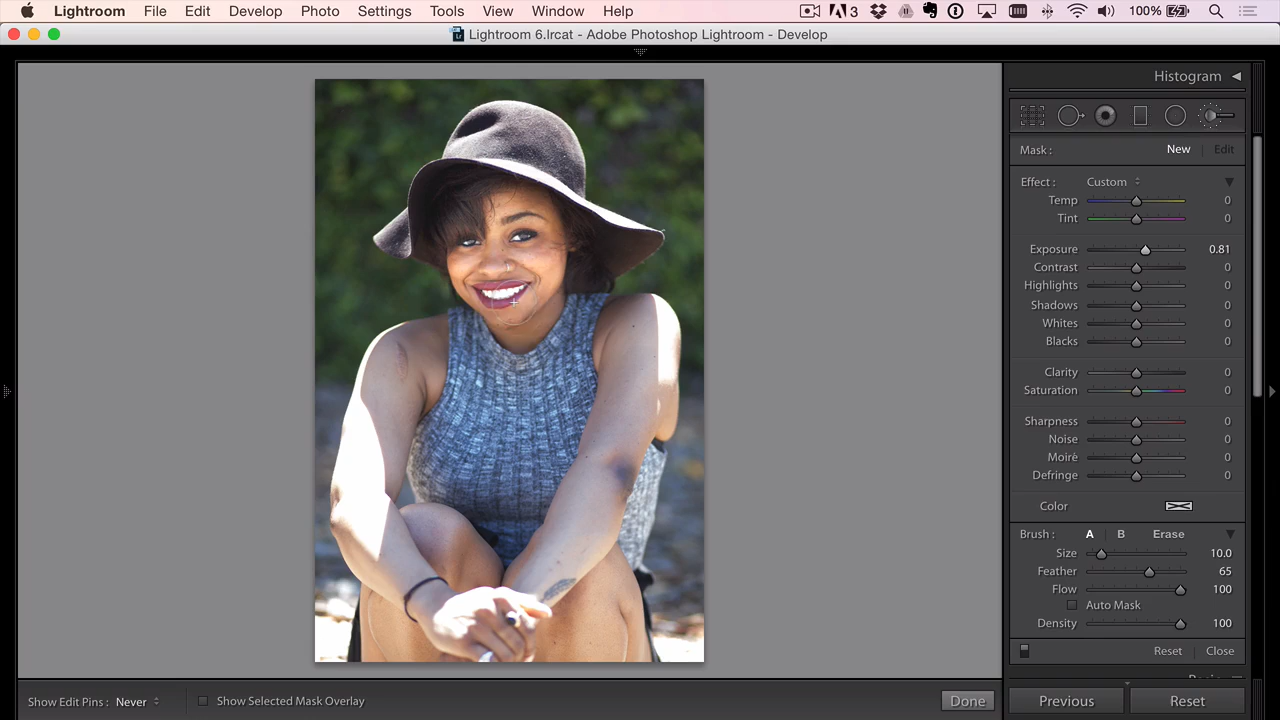 Lightroom File Edit Develop Photo Settings Tools View Window Help 3 100%
Lightroom 6.lrcat - Adobe Photoshop Lightroom - Develop
Histogram
Mask : New Edit
Effect : Custom
Temp 0
Tint 0
Exposure 0.81
Contrast 0
Highlights 0
Shadows 0
Whites 0
Blacks 0
Clarity 0
Saturation 0
Sharpness 0
Noise 0
Moiré 0
Defringe 0
Color
Brush : A B Erase
Size 10.0
Feather 65
Flow 100
Auto Mask
Density 100
Reset Close
Show Edit Pins : Never Show Selected Mask Overlay Done Previous Reset